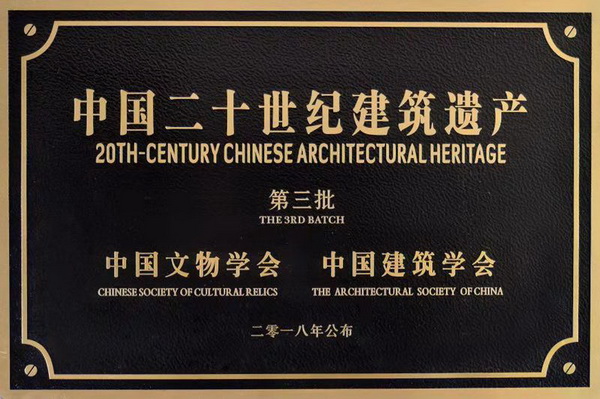 中国二十世纪建筑遗产
20TH-CENTURY CHINESE ARCHITECTURAL HERITAGE
第三批
THE 3RD BATCH
中国文物学会 中国建筑学会
CHINESE SOCIETY OF CULTURAL RELICS THE ARCHITECTURAL SOCIETY OF CHINA
二零一八年公布